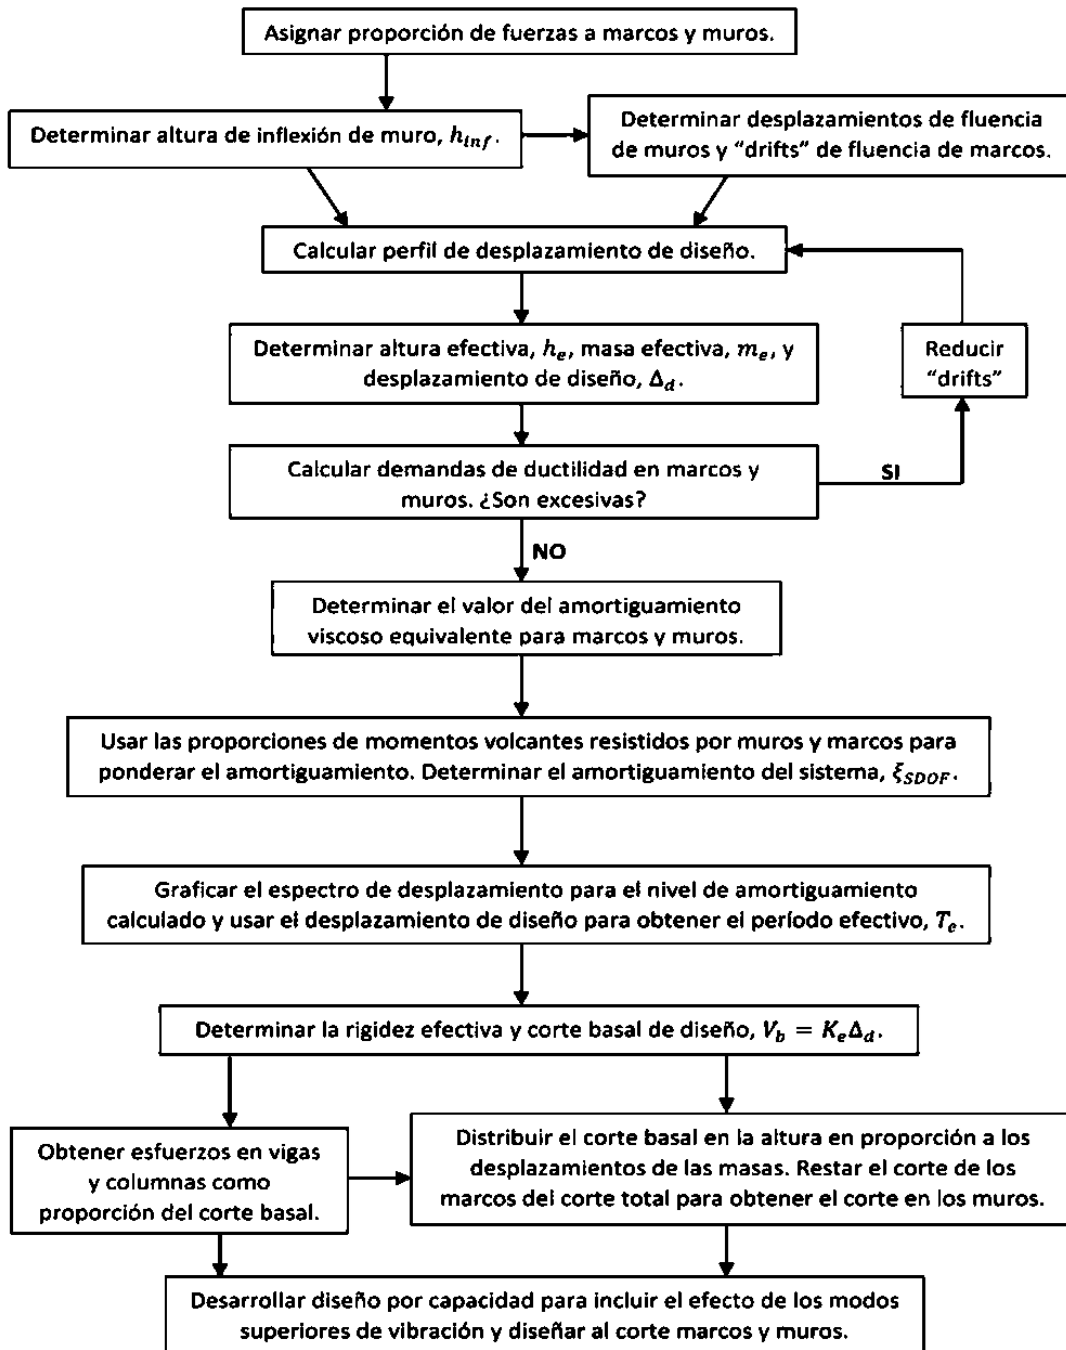 Asignar proporción de fuerzas a marcos y muros.
Determinar altura de inflexión de muro, h_inf.
Determinar desplazamientos de fluencia
de muros y "drifts" de fluencia de marcos.
Calcular perfil de desplazamiento de diseño.
Determinar altura efectiva, h_e, masa efectiva, m_e, y
desplazamiento de diseño, Δ_d.
Reducir
"drifts"
Calcular demandas de ductilidad en marcos y
muros. ¿Son excesivas?
SI
NO
Determinar el valor del amortiguamiento
viscoso equivalente para marcos y muros.
Usar las proporciones de momentos volcantes resistidos por muros y marcos para
ponderar el amortiguamiento. Determinar el amortiguamiento del sistema, ξ_SDOF.
Graficar el espectro de desplazamiento para el nivel de amortiguamiento
calculado y usar el desplazamiento de diseño para obtener el período efectivo, T_e.
Determinar la rigidez efectiva y corte basal de diseño, V_b = K_e Δ_d.
Obtener esfuerzos en vigas
y columnas como
proporción del corte basal.
Distribuir el corte basal en la altura en proporción a los
desplazamientos de las masas. Restar el corte de los
marcos del corte total para obtener el corte en los muros.
Desarrollar diseño por capacidad para incluir el efecto de los modos
superiores de vibración y diseñar al corte marcos y muros.